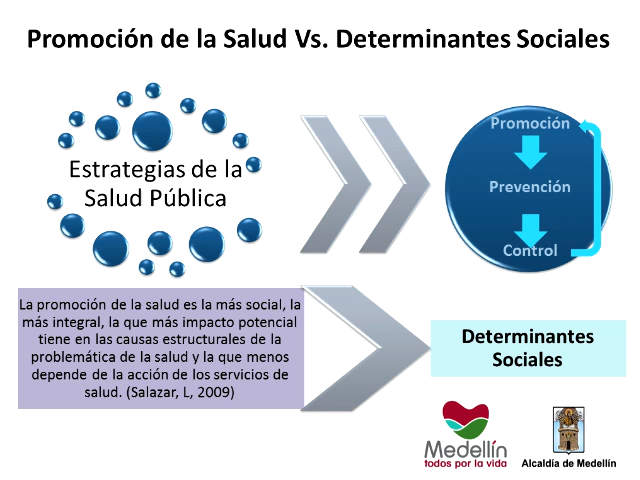 Promoción de la Salud Vs. Determinantes Sociales
Estrategias de la
Salud Pública
Promoción
Prevención
Control
La promoción de la salud es la más social, la
más integral, la que más impacto potencial
tiene en las causas estructurales de la
problemática de la salud y la que menos
depende de la acción de los servicios de
salud. (Salazar, L, 2009)
Determinantes
Sociales
Medellín
todos por la vida
Alcaldía de Medellín